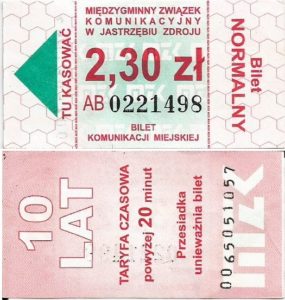 MIĘDZYGMINNY ZWIĄZEK
KOMUNIKACYJNY
W JASTRZĘBIU ZDROJU
TU KASOWAĆ
2,30 zł
AB 0221498
BILET
KOMUNIKACJI MIEJSKIEJ
Bilet
NORMALNY
10
LAT
TARYFA CZASOWA
powyżej 20 minut
Przesiadka
unieważnia bilet
0065051057
MZK